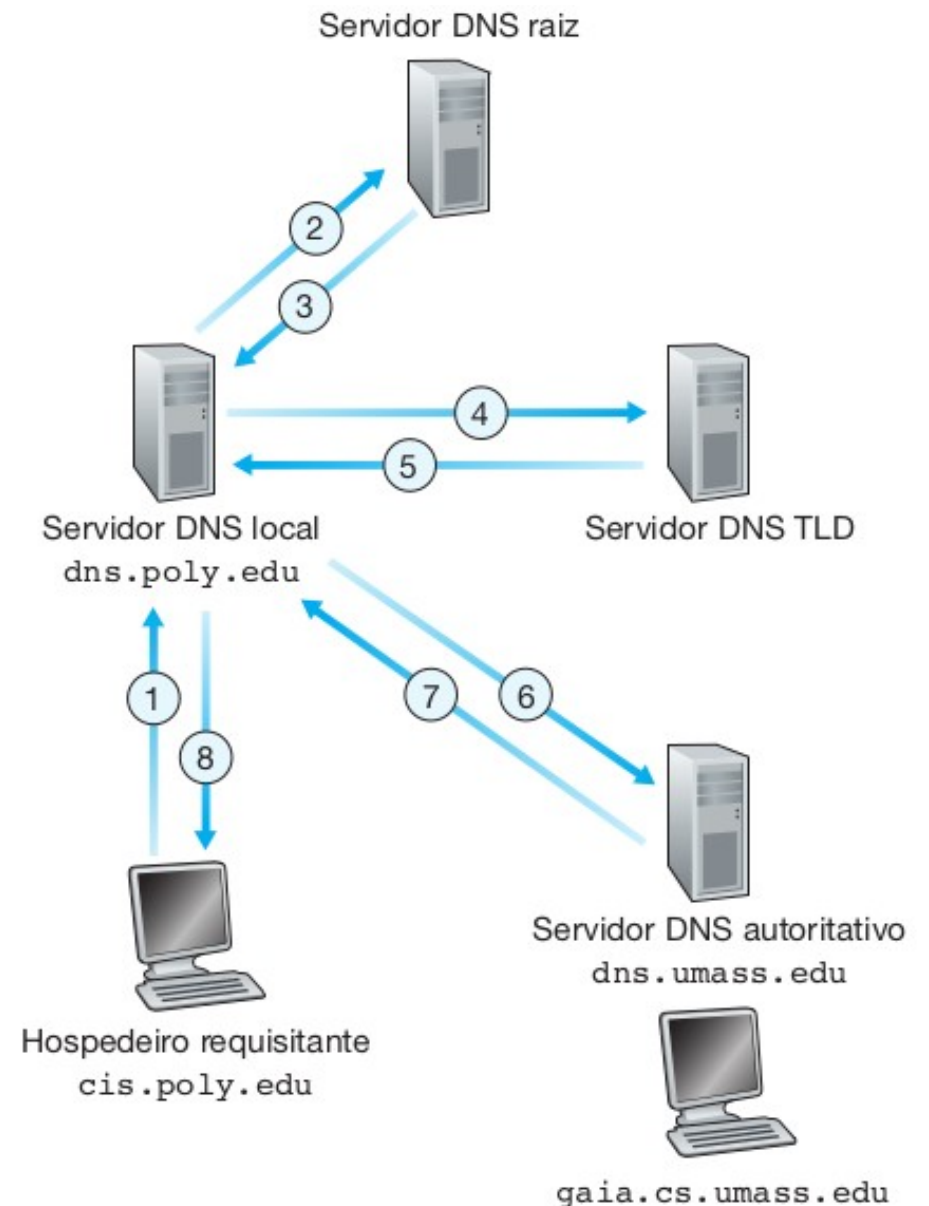 Servidor DNS raiz
2
3
4
5
Servidor DNS local
dns.poly.edu
Servidor DNS TLD
1
8
7
6
Servidor DNS autoritativo
dns.umass.edu
Hospedeiro requisitante
cis.poly.edu
gaia.cs.umass.edu